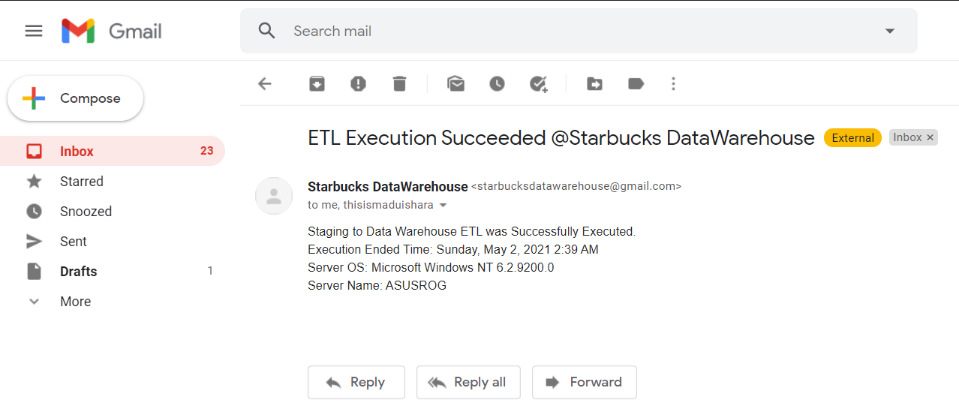 Gmail
Search mail
Compose
Inbox 23
Starred
Snoozed
Sent
Drafts 1
More
ETL Execution Succeeded @Starbucks DataWarehouse External Inbox ×
Starbucks DataWarehouse <starbucksdatawarehouse@gmail.com>
to me, thisismaduishara
Staging to Data Warehouse ETL was Successfully Executed.
Execution Ended Time: Sunday, May 2, 2021 2:39 AM
Server OS: Microsoft Windows NT 6.2.9200.0
Server Name: ASUSROG
Reply Reply all Forward